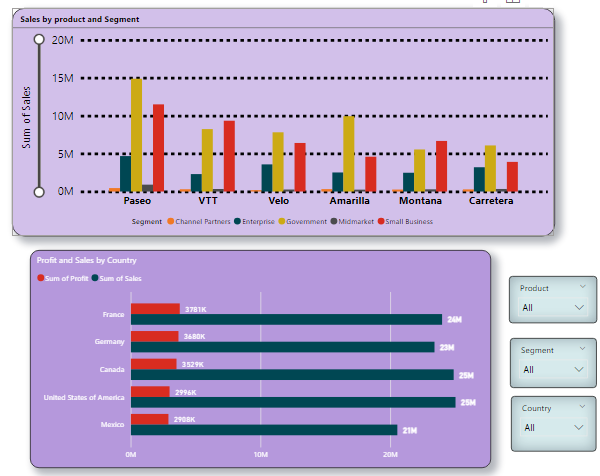 Sales by product and Segment
20M
15M
10M
5M
0M
Sum of Sales
Paseo VTT Velo Amarilla Montana Carretera
Segment Channel Partners Enterprise Government Midmarket Small Business
Profit and Sales by Country
Sum of Profit Sum of Sales
France 3781K 24M
Germany 3680K 23M
Canada 3529K 25M
United States of America 2996K 25M
Mexico 2908K 21M
0M 10M 20M
Product
All
Segment
All
Country
All